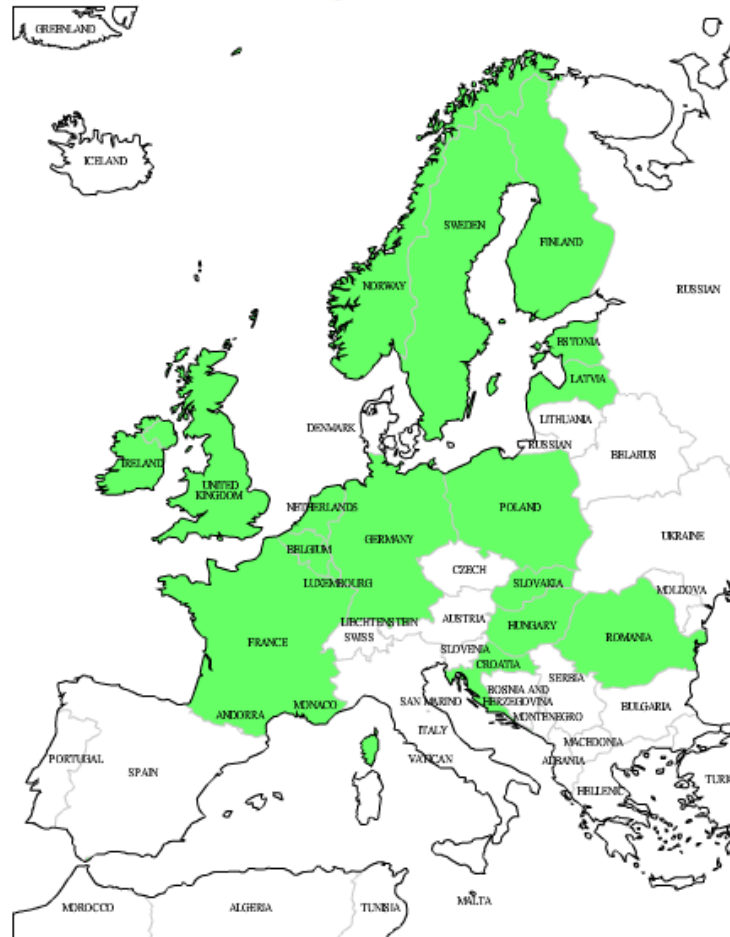 GREENLAND
ICELAND
SWEDEN
FINLAND
NORWAY
RUSSIAN
ESTONIA
LATVIA
DENMARK
LITHUANIA
RUSSIAN
BELARUS
IRELAND
UNITED
KINGDOM
NETHERLANDS
POLAND
GERMANY
UKRAINE
BELGIUM
CZECH
LUXEMBOURG
SLOVAKIA
MOLDOVA
LIECHTENSTEIN
AUSTRIA
HUNGARY
FRANCE
SWISS
ROMANIA
SLOVENIA
CROATIA
SERBIA
BOSNIA AND
HERZEGOVINA
SAN MARINO
MONACO
ANDORRA
BULGARIA
MONTENEGRO
ITALY
MACEDONIA
PORTUGAL
SPAIN
VATICAN
ALBANIA
HELLENIC
TURK
MALTA
MOROCCO
ALGERIA
TUNISIA